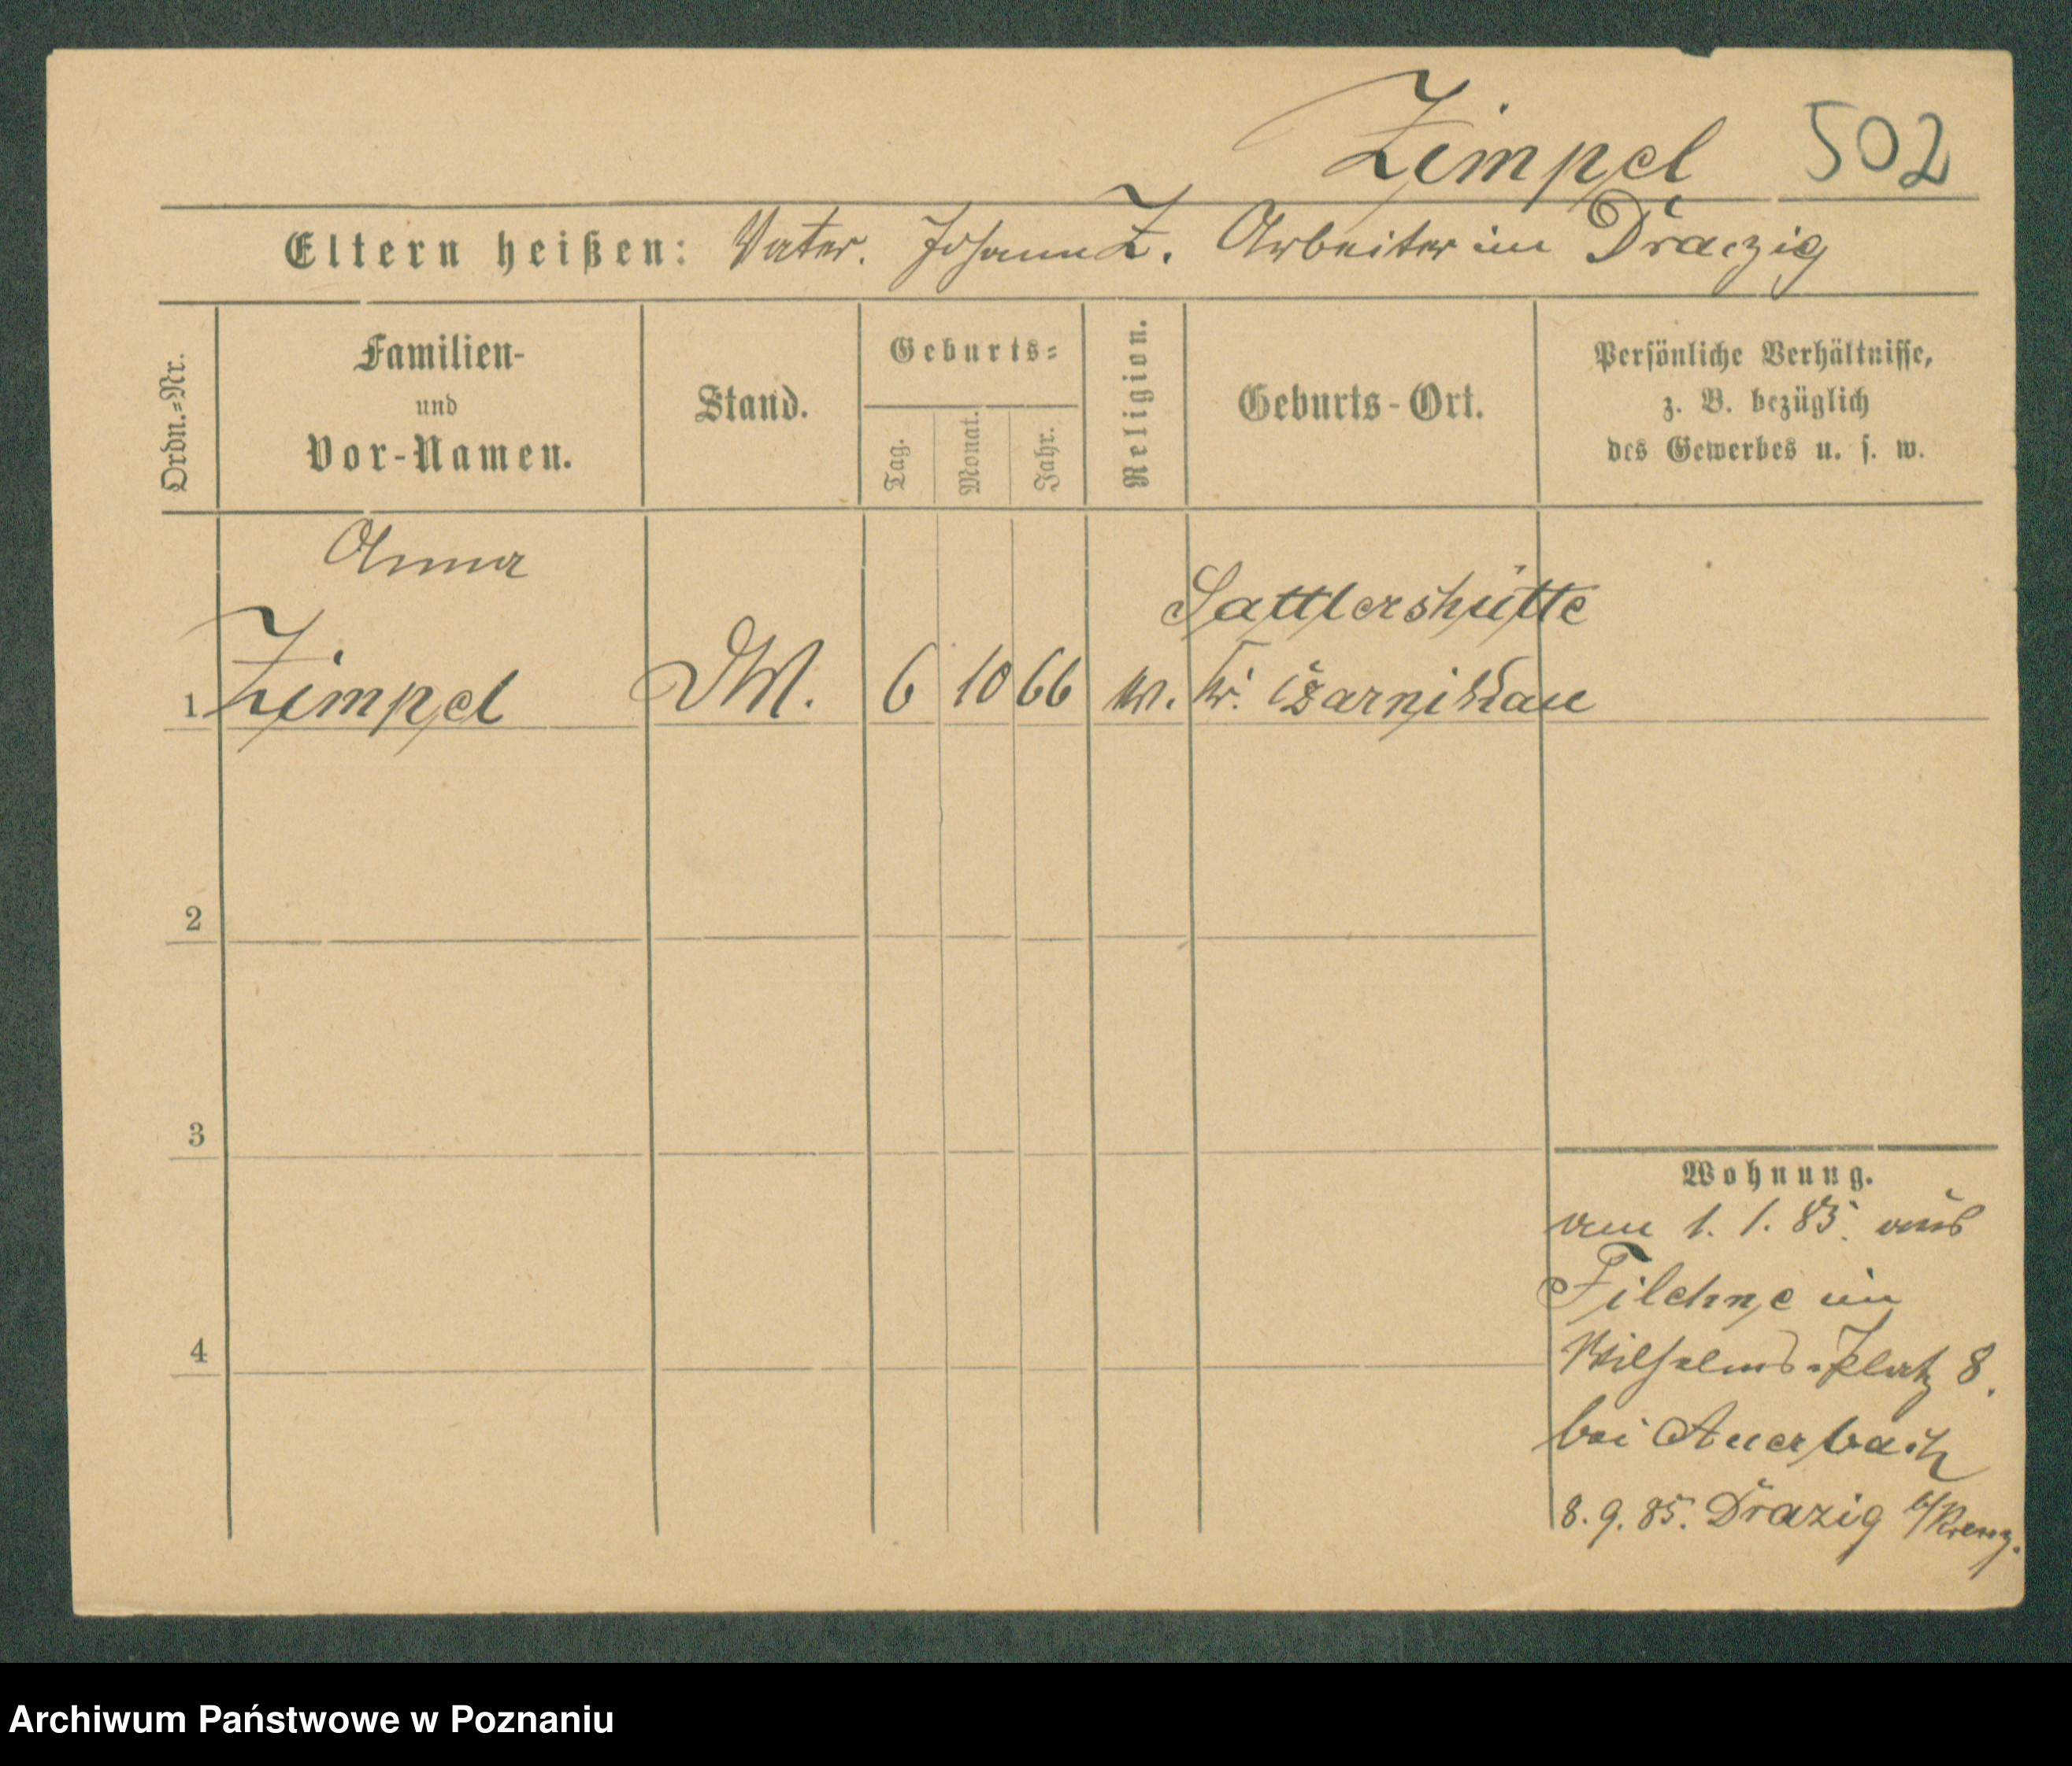 Zimpel 502
Eltern heißen: Vater. Johann Z. Arbeiter in Draczig
Ordn.=Nr.
Familien-
und
Vor-Namen.
Stand.
Geburts=
Tag.
Monat.
Jahr.
Religion.
Geburts-Ort.
Persönliche Verhältnisse,
z. B. bezüglich
des Gewerbes u. s. w.
Anna
Sattlershütte
1 Zimpel DM. 6 10 66 Kr. Czarnikau
2
3
4
Wohnung.
1. 1. 85. aus
Filehne in
Wilhelms-Platz 8.
bei Auerbach
8. 9. 85. Drazig b/Kreuz.
Archiwum Państwowe w Poznaniu